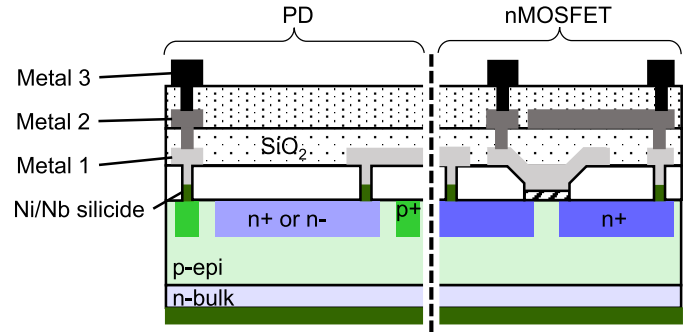 PD
nMOSFET
Metal 3
Metal 2
SiO₂
Metal 1
Ni/Nb silicide
n+ or n-
p+
n+
p-epi
n-bulk